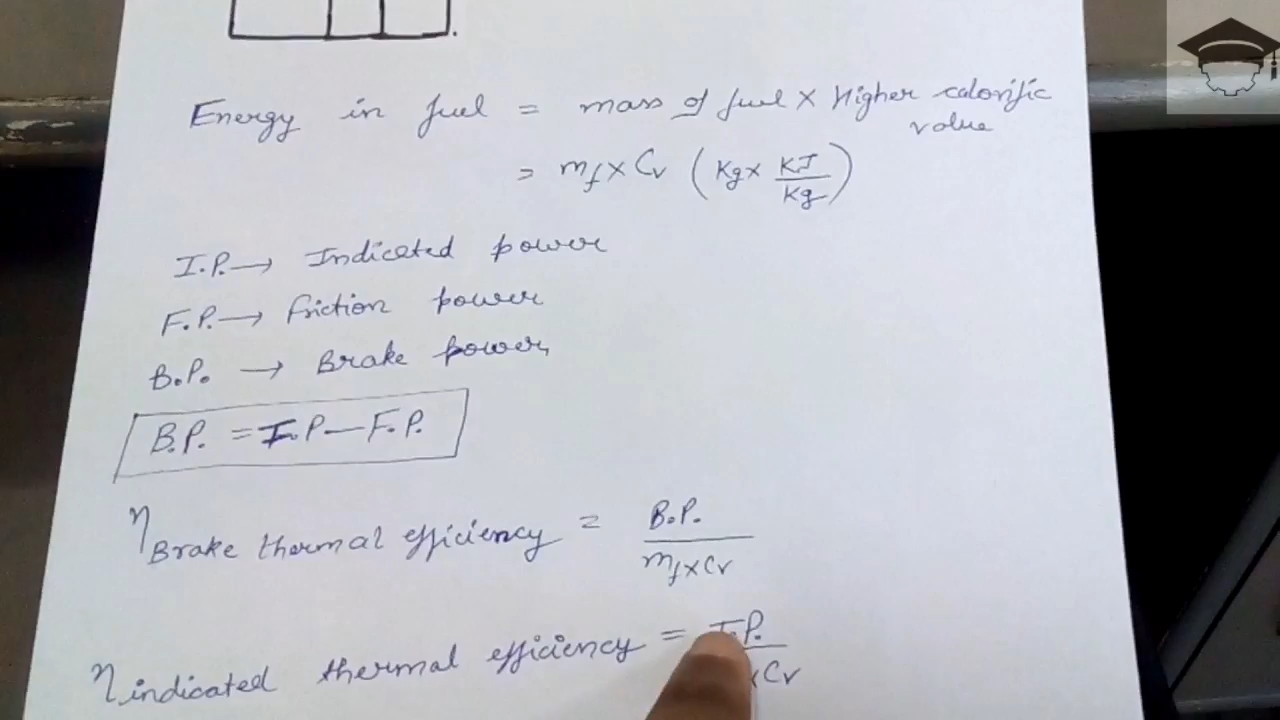 Energy in fuel = mass of fuel × Higher calorific value
= mf × Cv (Kg × KJ/Kg)
I.P. → Indicated power
F.P. → friction power
B.P. → Brake power
B.P. = I.P. — F.P.
η Brake thermal efficiency = B.P. / mf × Cv
η indicated thermal efficiency = I.P. / × Cv